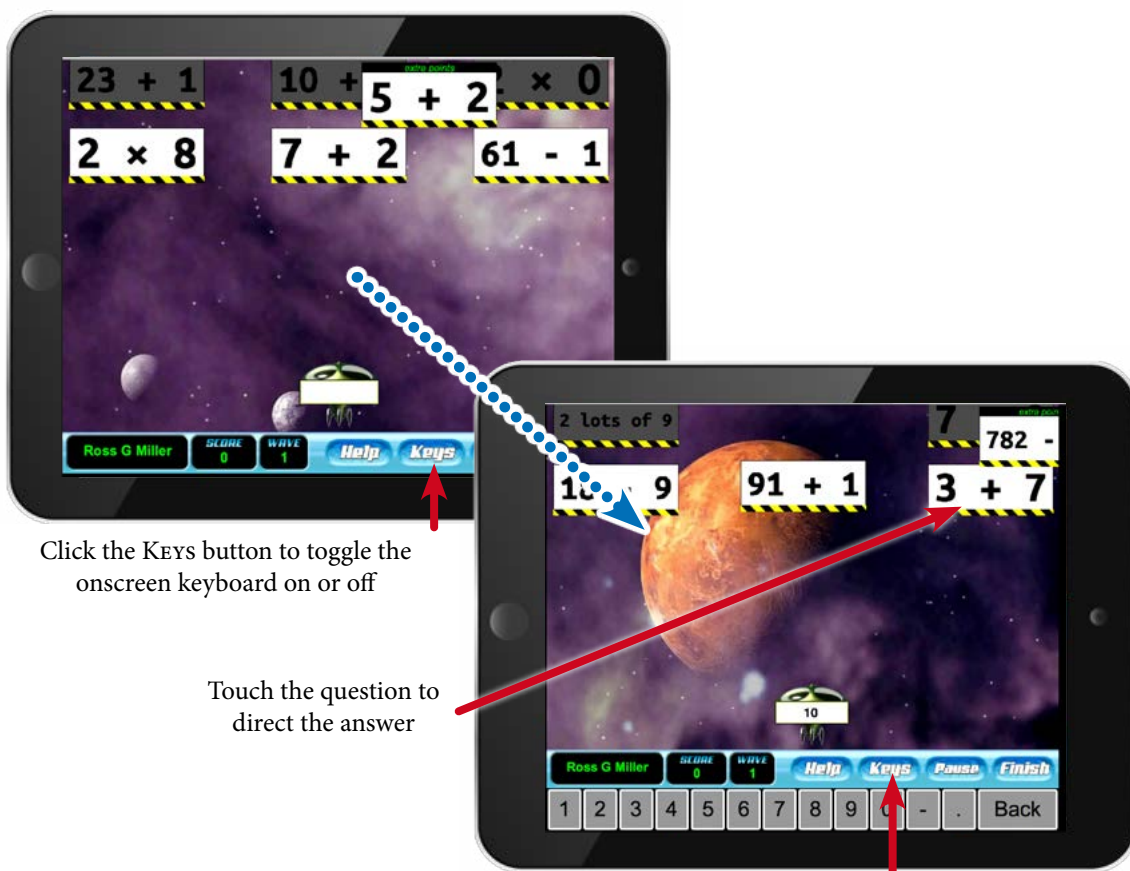 extra points
23 + 1
10 +
× 0
5 + 2
2 × 8
7 + 2
61 - 1
Ross G Miller
SCORE
0
WAVE
1
Help
Keys
Click the KEYS button to toggle the
onscreen keyboard on or off
Touch the question to
direct the answer
2 lots of 9
7
extra poin
782 -
9
91 + 1
3 + 7
10
Ross G Miller
SCORE
0
WAVE
1
Help
Keys
Pause
Finish
1 2 3 4 5 6 7 8 9 0 - . Back